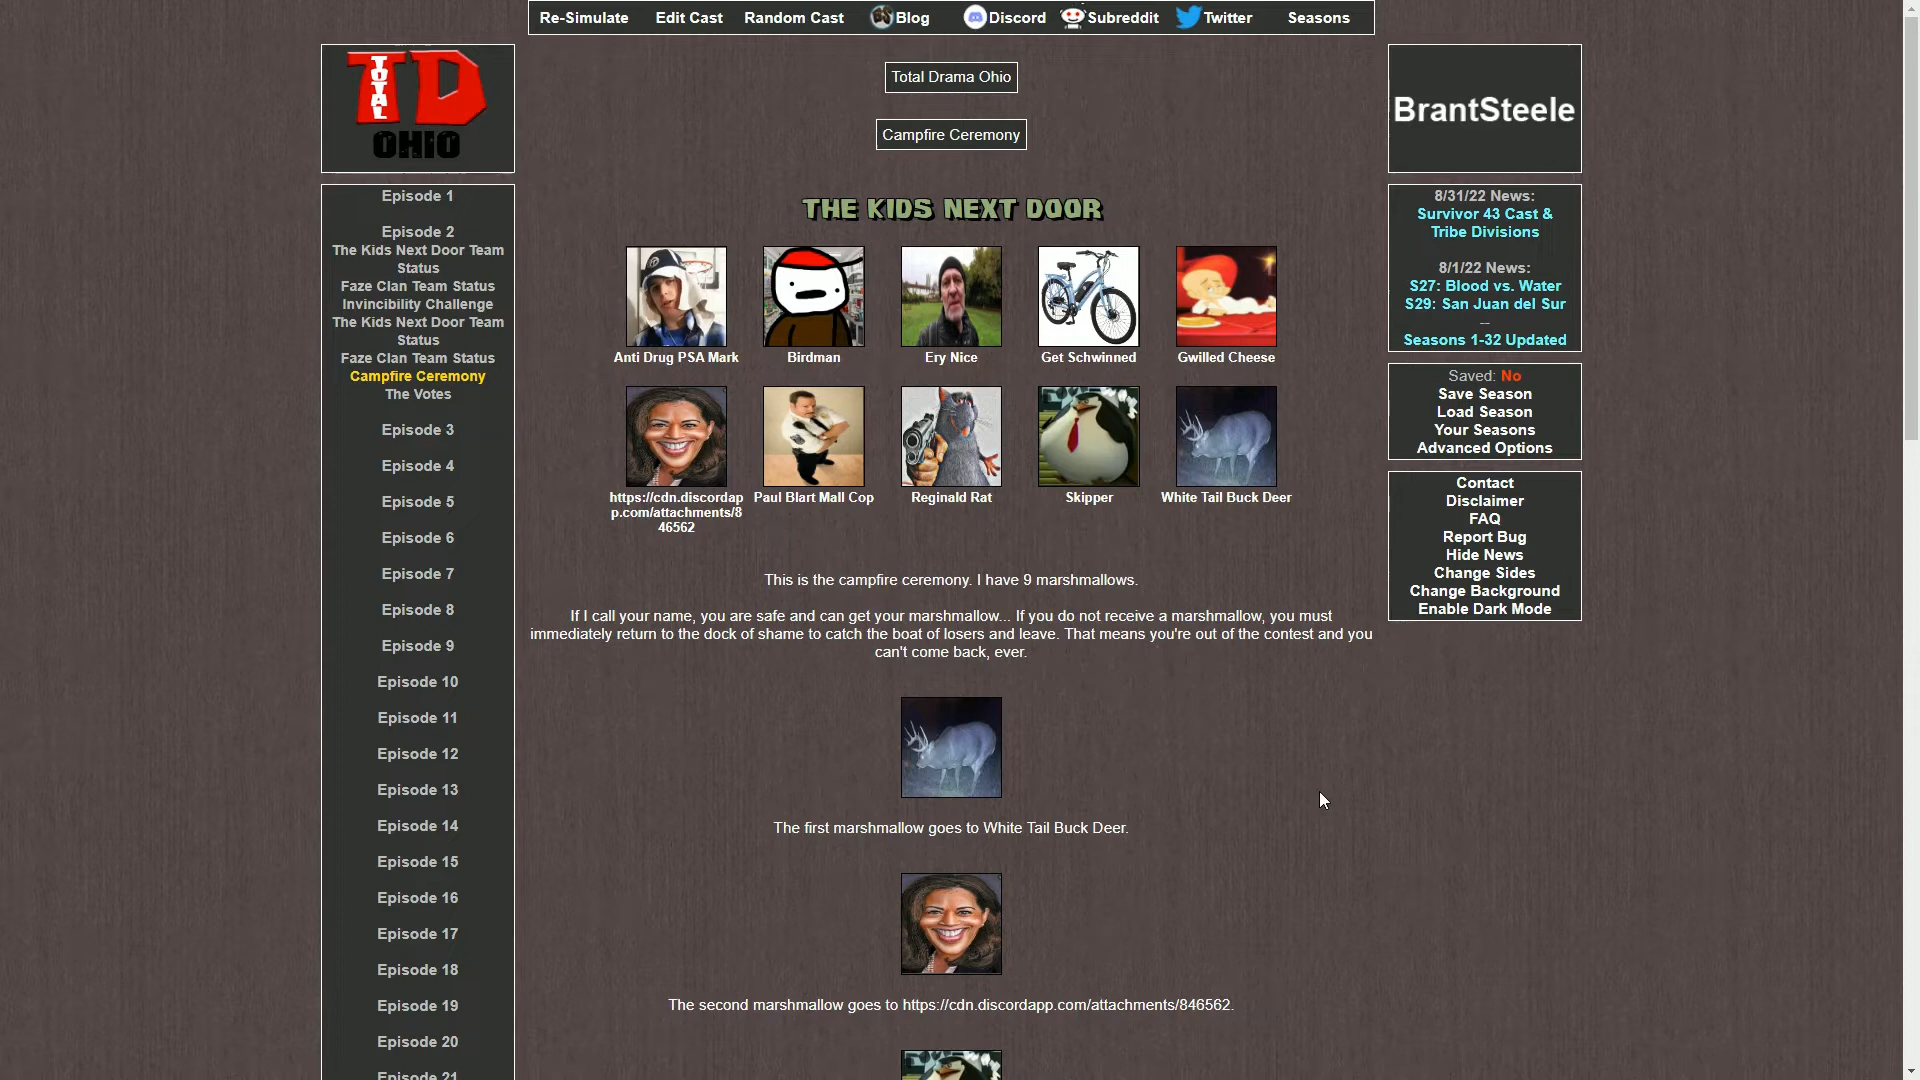 Re-Simulate Edit Cast Random Cast Blog Discord Subreddit Twitter Seasons
TOTAL
TD
OHIO
Total Drama Ohio
Campfire Ceremony
BrantSteele
Episode 1
Episode 2
The Kids Next Door Team
Status
Faze Clan Team Status
Invincibility Challenge
The Kids Next Door Team
Status
Faze Clan Team Status
Campfire Ceremony
The Votes
Episode 3
Episode 4
Episode 5
Episode 6
Episode 7
Episode 8
Episode 9
Episode 10
Episode 11
Episode 12
Episode 13
Episode 14
Episode 15
Episode 16
Episode 17
Episode 18
Episode 19
Episode 20
Episode 21
THE KIDS NEXT DOOR
Anti Drug PSA Mark
Birdman
Ery Nice
Get Schwinned
Gwilled Cheese
https://cdn.discordap
p.com/attachments/8
46562
Paul Blart Mall Cop
Reginald Rat
Skipper
White Tail Buck Deer
This is the campfire ceremony. I have 9 marshmallows.
If I call your name, you are safe and can get your marshmallow... If you do not receive a marshmallow, you must
immediately return to the dock of shame to catch the boat of losers and leave. That means you're out of the contest and you
can't come back, ever.
The first marshmallow goes to White Tail Buck Deer.
The second marshmallow goes to https://cdn.discordapp.com/attachments/846562.
8/31/22 News:
Survivor 43 Cast &
Tribe Divisions
8/1/22 News:
S27: Blood vs. Water
S29: San Juan del Sur
--
Seasons 1-32 Updated
Saved: No
Save Season
Load Season
Your Seasons
Advanced Options
Contact
Disclaimer
FAQ
Report Bug
Hide News
Change Sides
Change Background
Enable Dark Mode